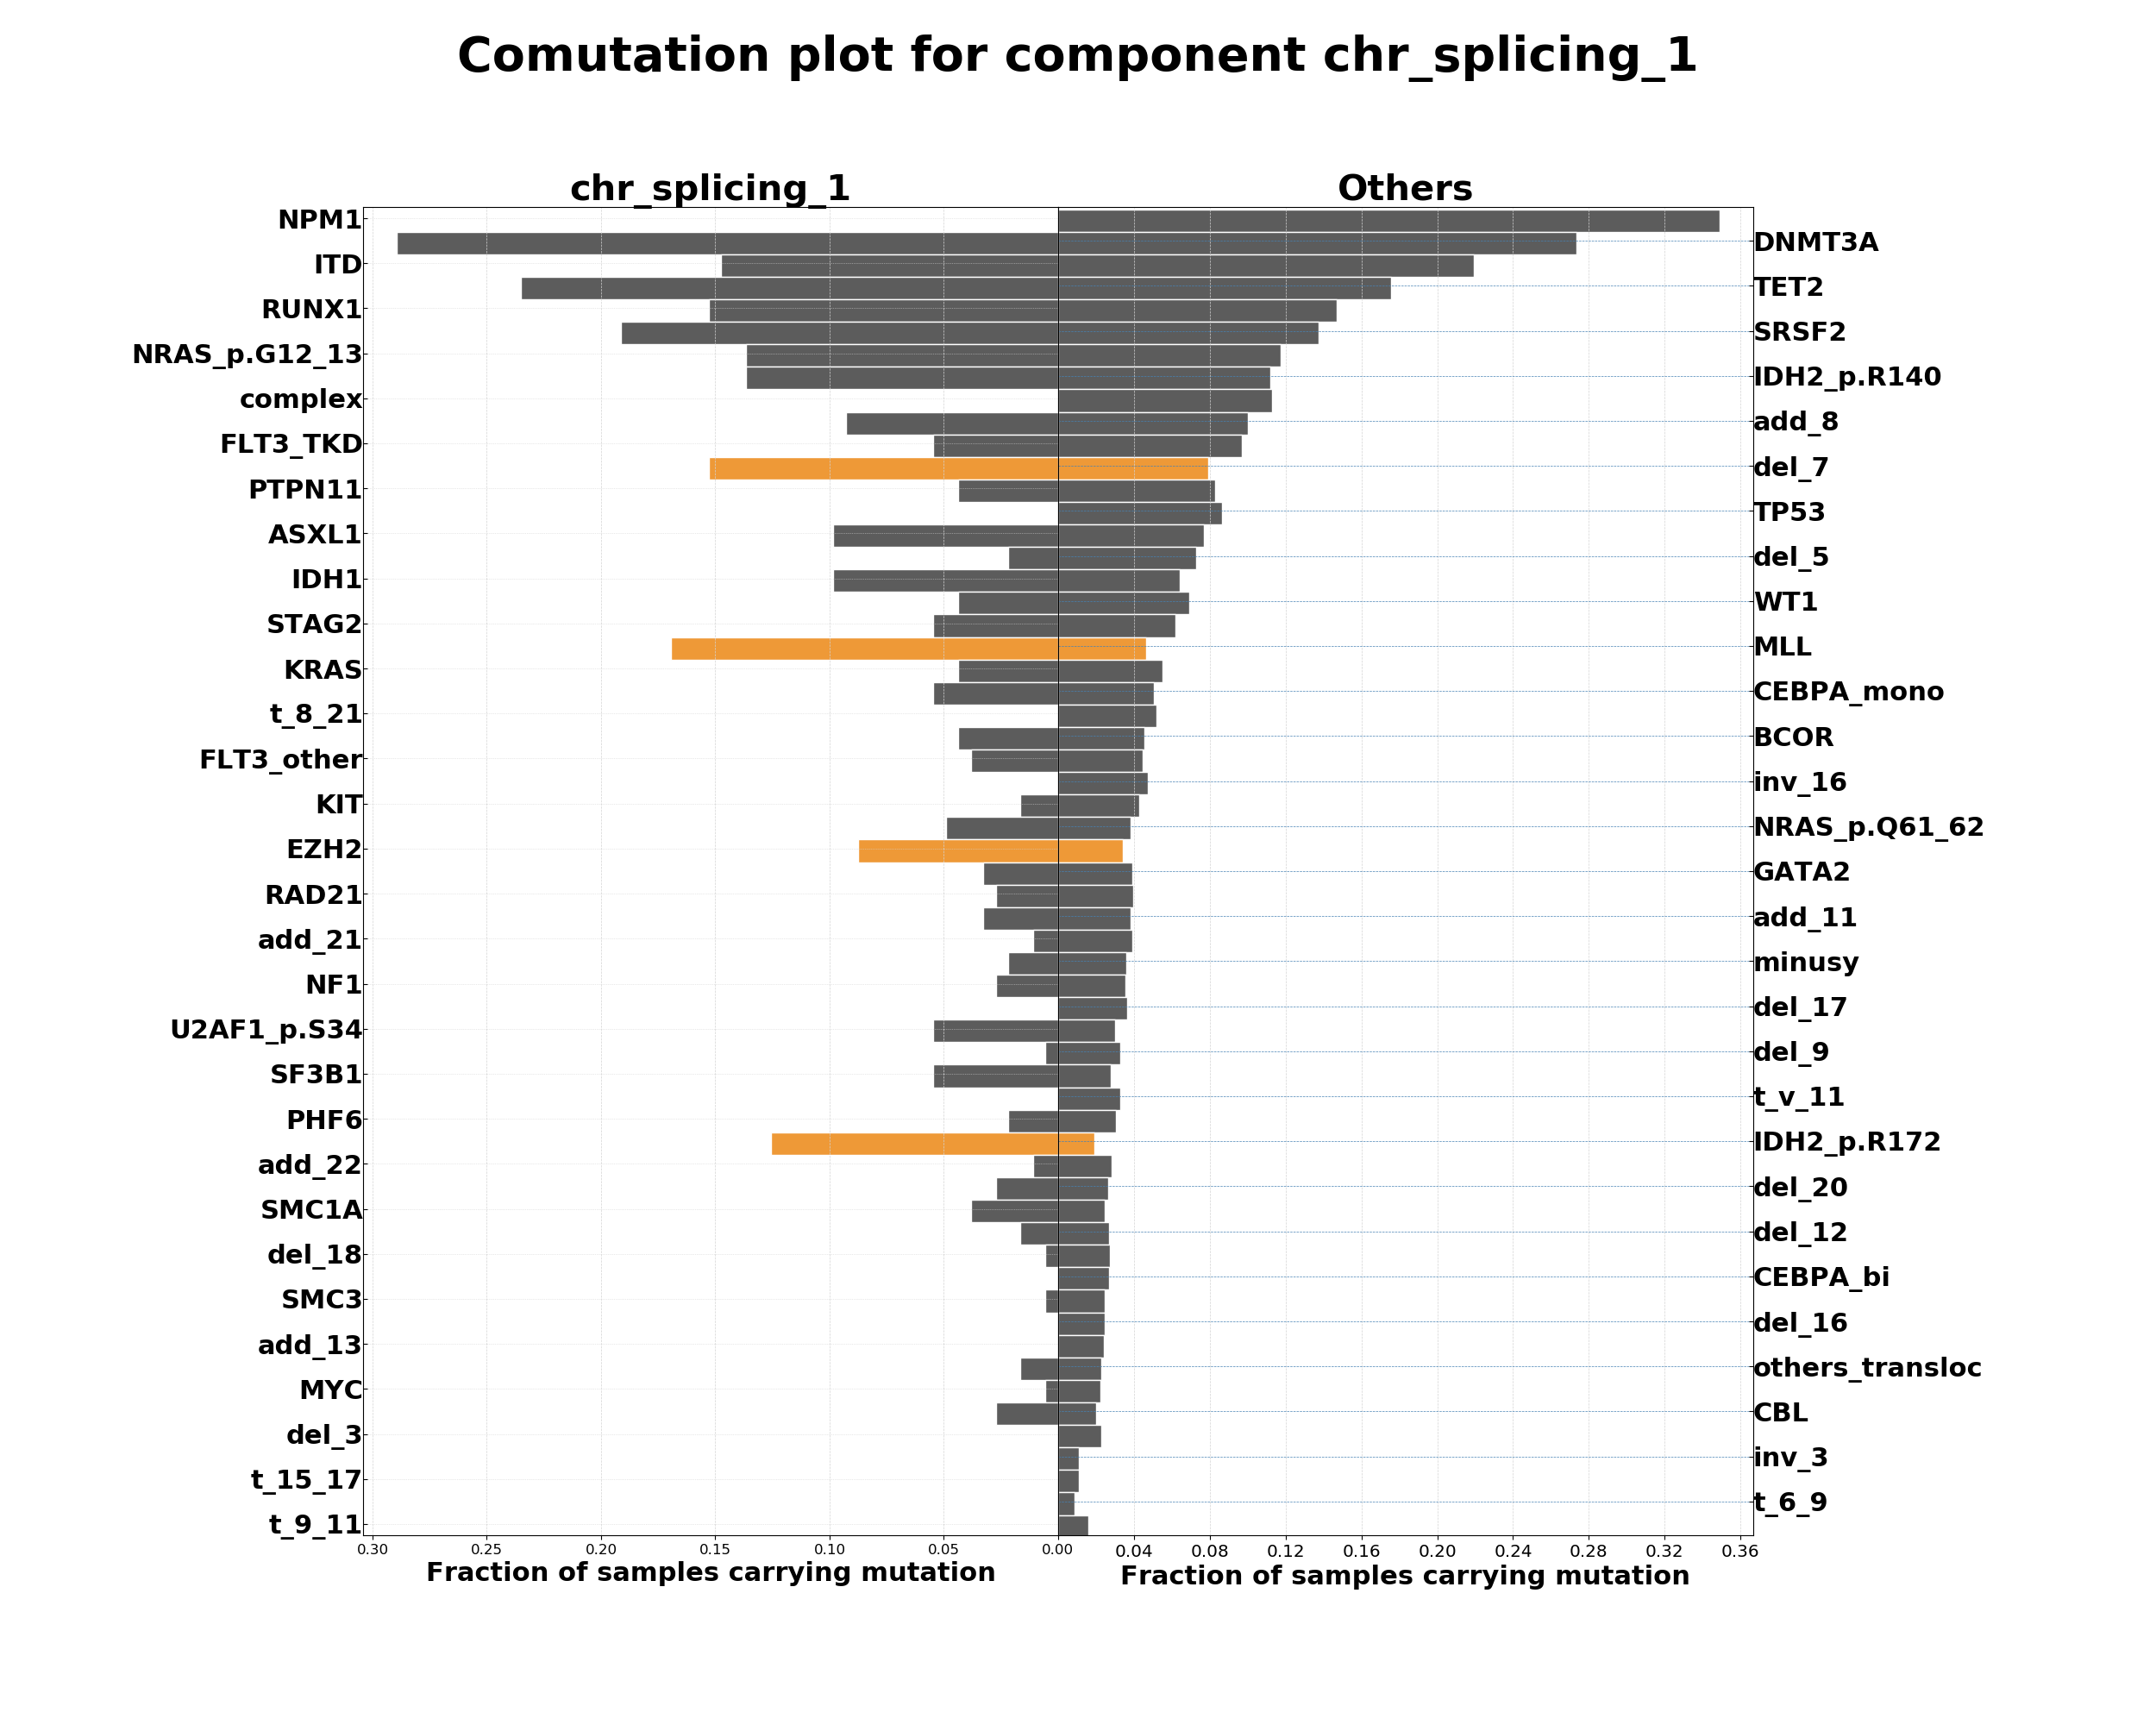 Comutation plot for component chr_splicing_1
chr_splicing_1
Others
NPM1
DNMT3A
ITD
TET2
RUNX1
SRSF2
NRAS_p.G12_13
IDH2_p.R140
complex
add_8
FLT3_TKD
del_7
PTPN11
TP53
ASXL1
del_5
IDH1
WT1
STAG2
MLL
KRAS
CEBPA_mono
t_8_21
BCOR
FLT3_other
inv_16
KIT
NRAS_p.Q61_62
EZH2
GATA2
RAD21
add_11
add_21
minusy
NF1
del_17
U2AF1_p.S34
del_9
SF3B1
t_v_11
PHF6
IDH2_p.R172
add_22
del_20
SMC1A
del_12
del_18
CEBPA_bi
SMC3
del_16
add_13
others_transloc
MYC
CBL
del_3
inv_3
t_15_17
t_6_9
t_9_11
0.30 0.25 0.20 0.15 0.10 0.05 0.00 0.04 0.08 0.12 0.16 0.20 0.24 0.28 0.32 0.36
Fraction of samples carrying mutation
Fraction of samples carrying mutation